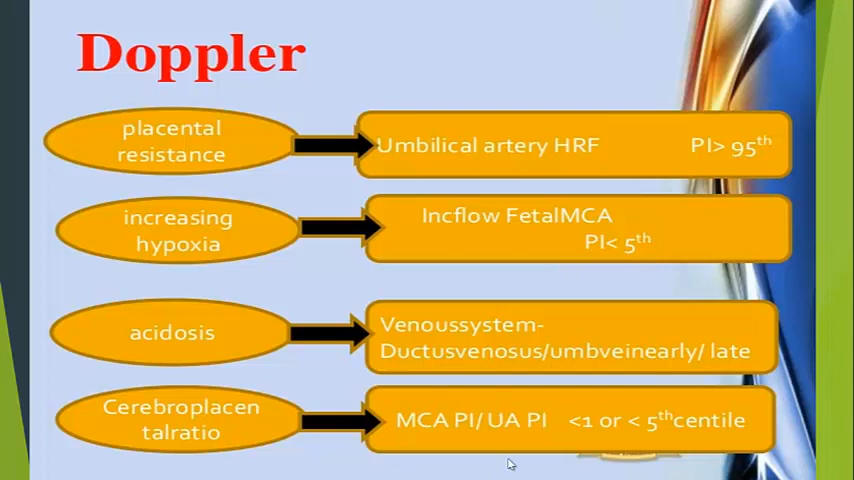 Doppler
placental
resistance
Umbilical artery HRF PI> 95th
increasing
hypoxia
Incflow FetalMCA
PI< 5th
acidosis
Venoussystem-
Ductusvenosus/umbveinearly/ late
Cerebroplacen
talratio
MCA PI/ UA PI <1 or < 5thcentile